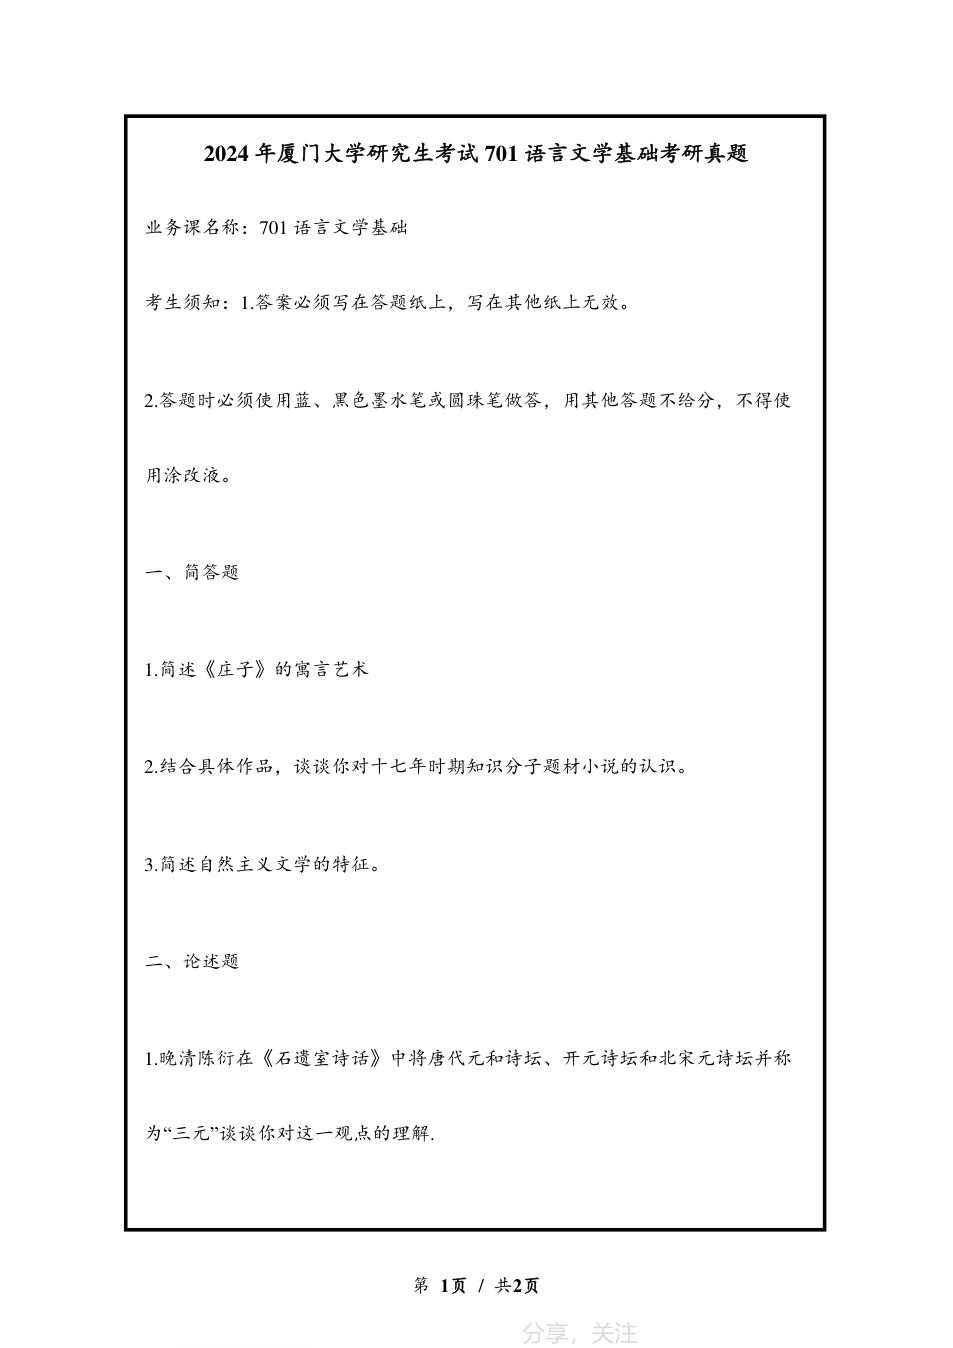 2024 年厦门大学研究生考试 701 语言文学基础考研真题
业务课名称：701 语言文学基础
考生须知：1.答案必须写在答题纸上，写在其他纸上无效。
2.答题时必须使用蓝、黑色墨水笔或圆珠笔做答，用其他答题不给分，不得使
用涂改液。
一、简答题
1.简述《庄子》的寓言艺术
2.结合具体作品，谈谈你对十七年时期知识分子题材小说的认识。
3.简述自然主义文学的特征。
二、论述题
1.晚清陈衍在《石遗室诗话》中将唐代元和诗坛、开元诗坛和北宋元诗坛并称
为“三元”谈谈你对这一观点的理解.
第 1页 / 共2页
分享，关注